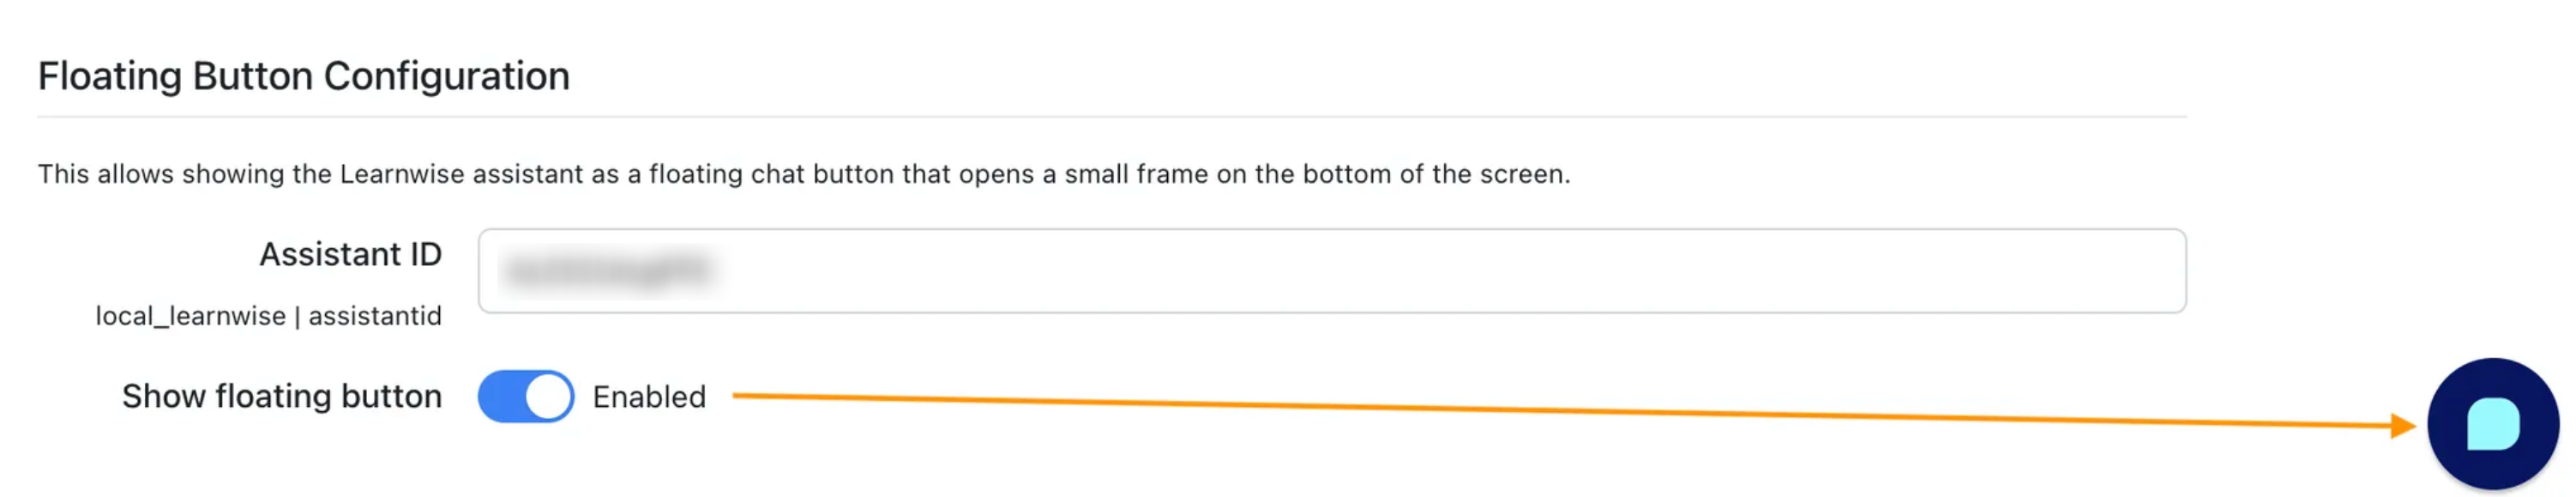 Floating Button Configuration
This allows showing the Learnwise assistant as a floating chat button that opens a small frame on the bottom of the screen.
Assistant ID
local_learnwise | assistantid
Show floating button Enabled